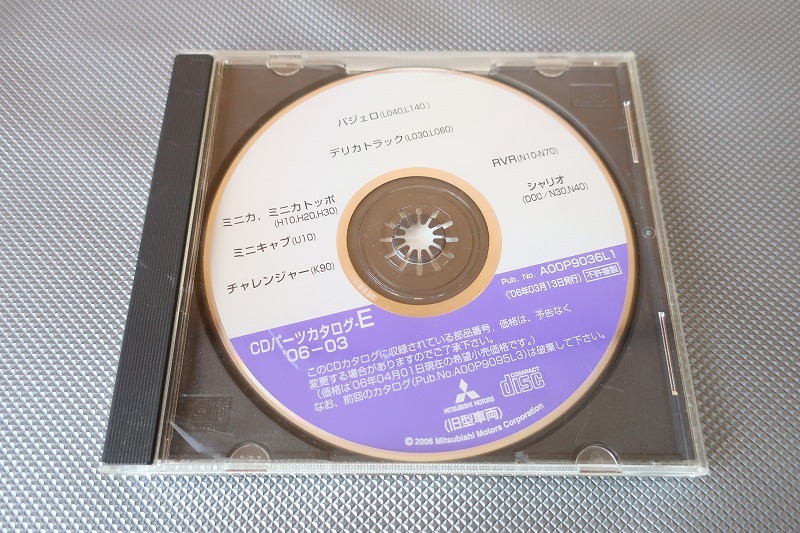 パジェロ(L040,L140)
デリカトラック(L030,L060)
RVR(N10-N70)
シャリオ
(D0C／N30,N40)
ミニカ，ミニカトッポ
(H10,H20,H30)
ミニキャブ(U10)
チャレンジャー(K90)
Pub. No. A00P9036L1
('06年03月13日発行) 不許複製
CDパーツカタログ-E
'06-03
このCDカタログに収録されている部品番号，価格は，予告なく
変更する場合がありますのでご了承下さい。
(価格は'06年04月01日現在の希望小売価格です。)
なお，前回のカタログ(Pub No.A00P9095L3)は破棄して下さい。
MITSUBISHI MOTORS
COMPACT
disc
(旧型車両)
© 2006 Mitsubishi Motors Corporation